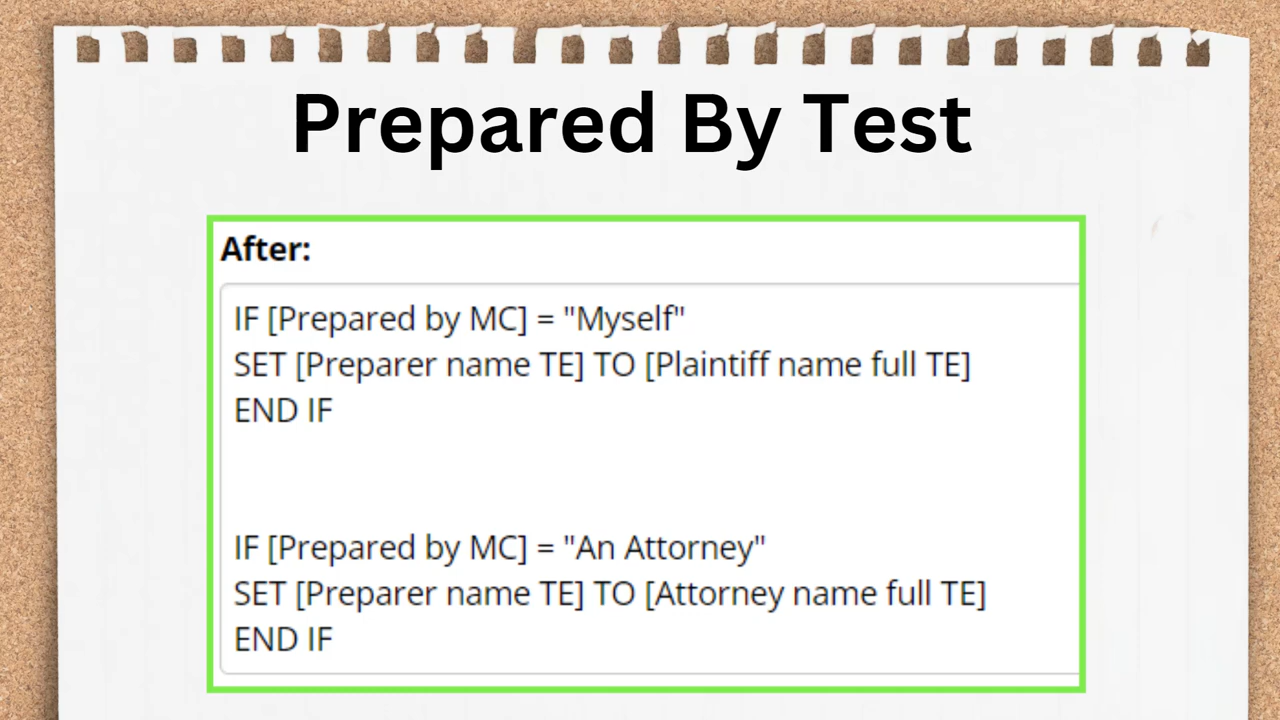 Prepared By Test
After:
IF [Prepared by MC] = "Myself"
SET [Preparer name TE] TO [Plaintiff name full TE]
END IF
IF [Prepared by MC] = "An Attorney"
SET [Preparer name TE] TO [Attorney name full TE]
END IF